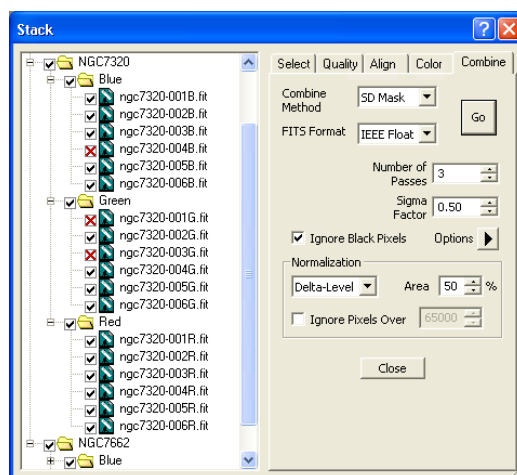 Stack
NGC7320
Blue
ngc7320-001B.fit
ngc7320-002B.fit
ngc7320-003B.fit
ngc7320-004B.fit
ngc7320-005B.fit
ngc7320-006B.fit
Green
ngc7320-001G.fit
ngc7320-002G.fit
ngc7320-003G.fit
ngc7320-004G.fit
ngc7320-005G.fit
ngc7320-006G.fit
Red
ngc7320-001R.fit
ngc7320-002R.fit
ngc7320-003R.fit
ngc7320-004R.fit
ngc7320-005R.fit
ngc7320-006R.fit
NGC7662
Blue
Select Quality Align Color Combine
Combine Method SD Mask
Go
FITS Format IEEE Float
Number of Passes 3
Sigma Factor 0.50
Ignore Black Pixels Options
Normalization
Delta-Level Area 50 %
Ignore Pixels Over 65000
Close